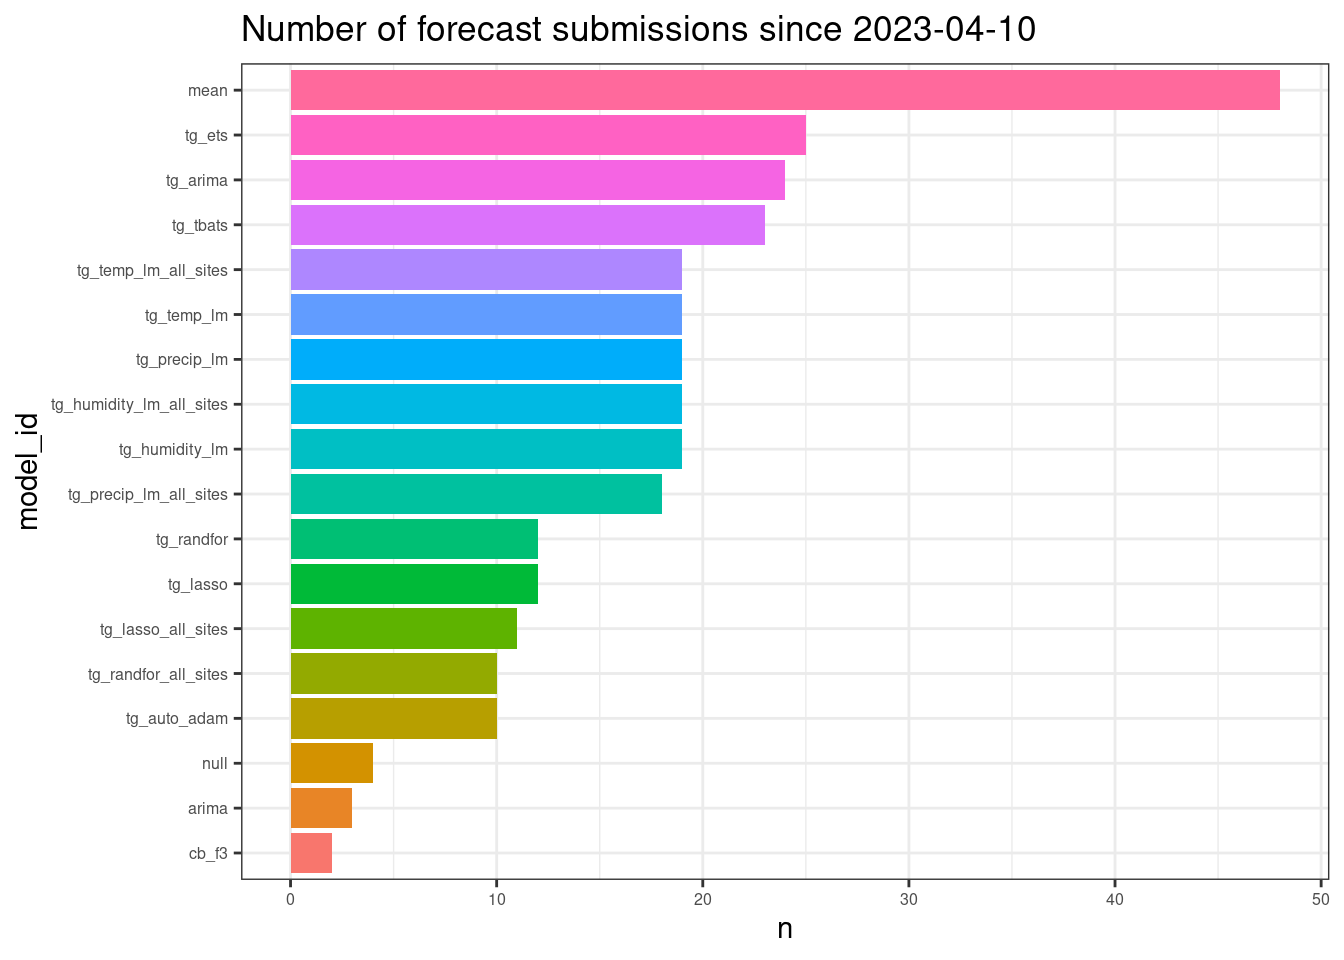 Number of forecast submissions since 2023-04-10
mean
tg_ets
tg_arima
tg_tbats
tg_temp_lm_all_sites
tg_temp_lm
tg_precip_lm
tg_humidity_lm_all_sites
tg_humidity_lm
tg_precip_lm_all_sites
tg_randfor
tg_lasso
tg_lasso_all_sites
tg_randfor_all_sites
tg_auto_adam
null
arima
cb_f3
model_id
0 10 20 30 40 50
n